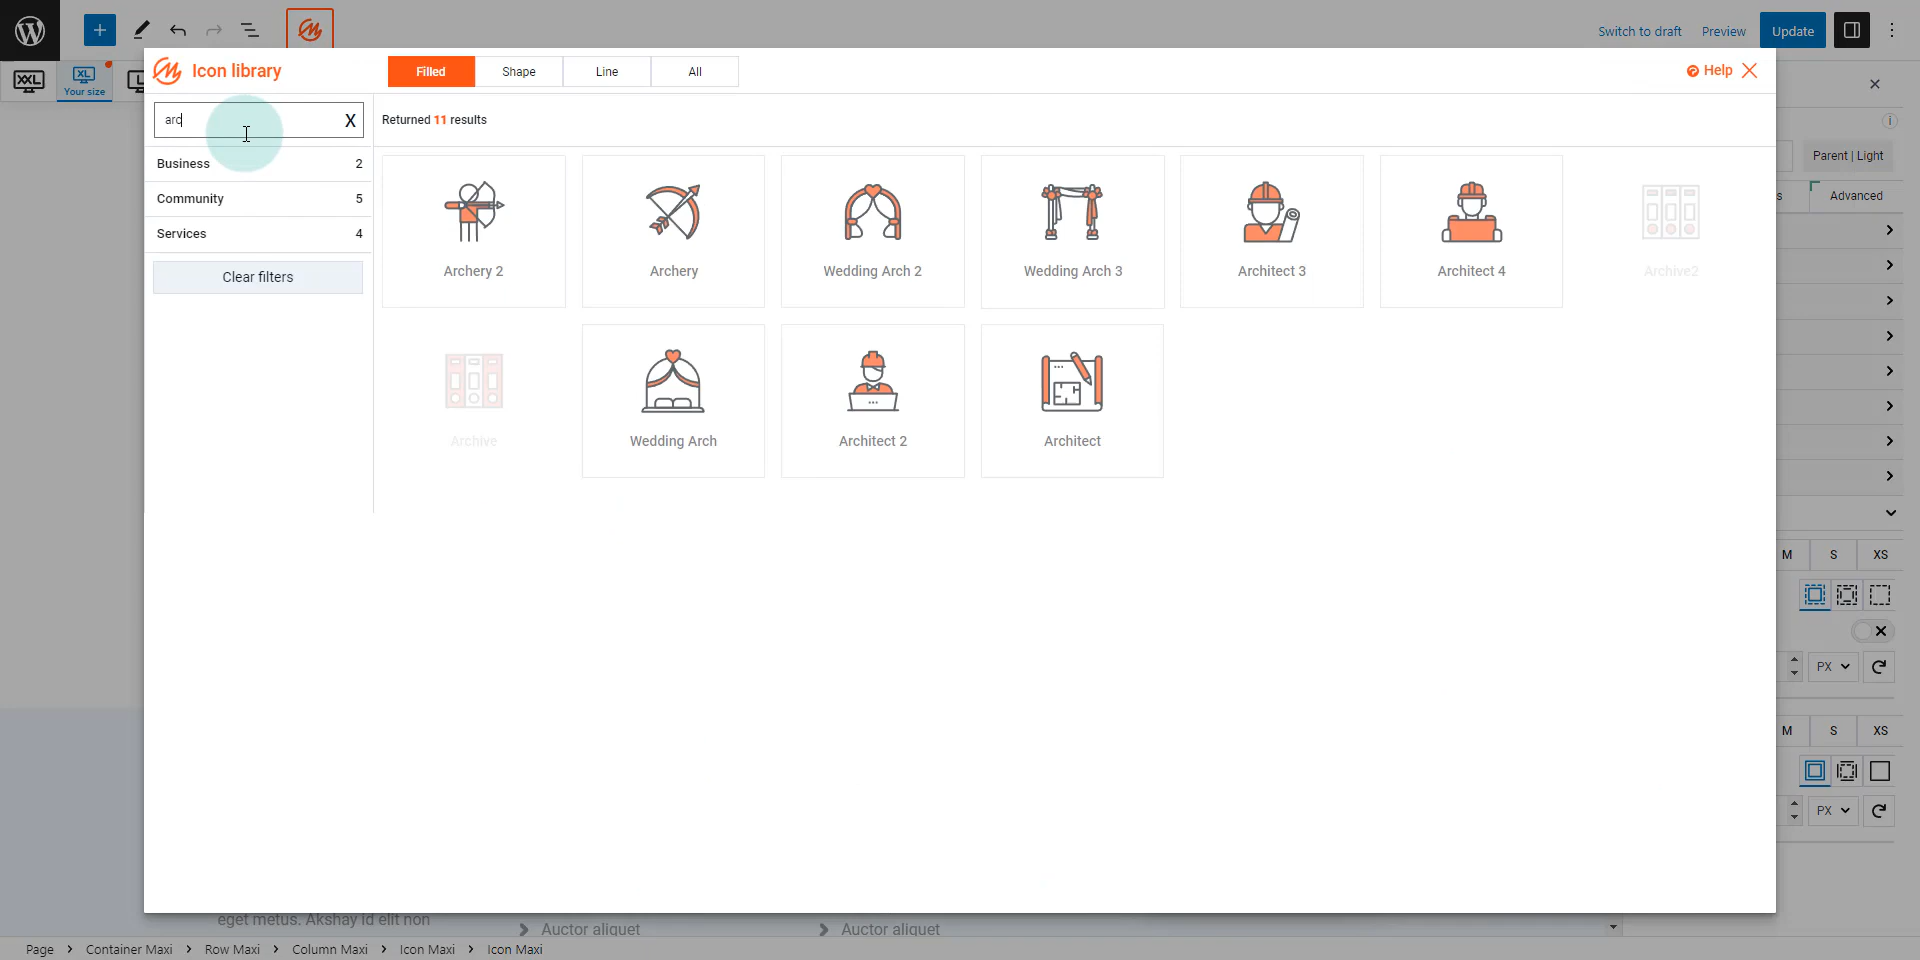 Switch to draft
Preview
Update
XXL
XL
Your size
Icon library
Filled
Shape
Line
All
Help
arc
X
Returned 11 results
Business
2
Community
5
Services
4
Clear filters
Archery 2
Archery
Wedding Arch 2
Wedding Arch 3
Architect 3
Architect 4
Archive2
Archive
Wedding Arch
Architect 2
Architect
Parent | Light
s
Advanced
M
S
XS
PX
M
S
XS
PX
eget metus. Akshay id elit non
Auctor aliquet
Auctor aliquet
Page
Container Maxi
Row Maxi
Column Maxi
Icon Maxi
Icon Maxi